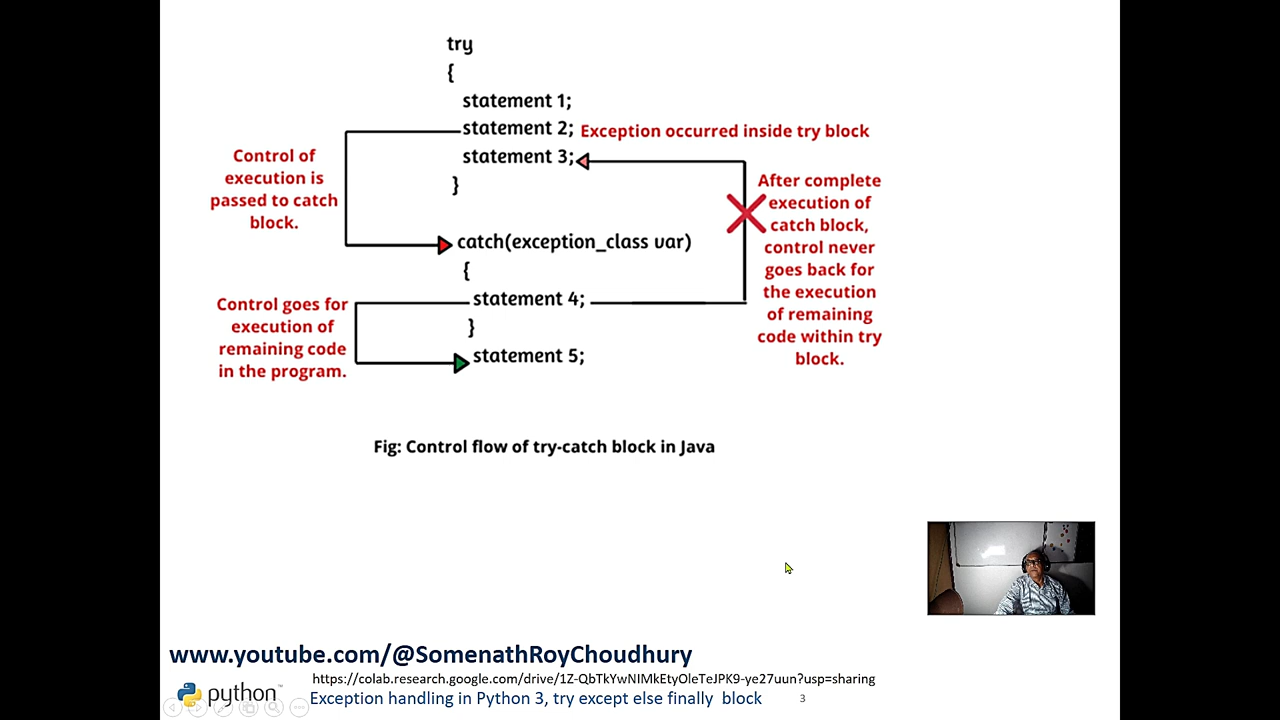 try
{
statement 1;
statement 2; Exception occurred inside try block
statement 3;
}
Control of
execution is
passed to catch
block.
After complete
execution of
catch block,
control never
goes back for
the execution
of remaining
code within try
block.
catch(exception_class var)
{
statement 4;
}
Control goes for
execution of
remaining code
in the program.
statement 5;
Fig: Control flow of try-catch block in Java
www.youtube.com/@SomenathRoyChoudhury
https://colab.research.google.com/drive/1Z-QbTkYwNIMkEtyOleTeJPK9-ye27uun?usp=sharing
python™
Exception handling in Python 3, try except else finally block
3